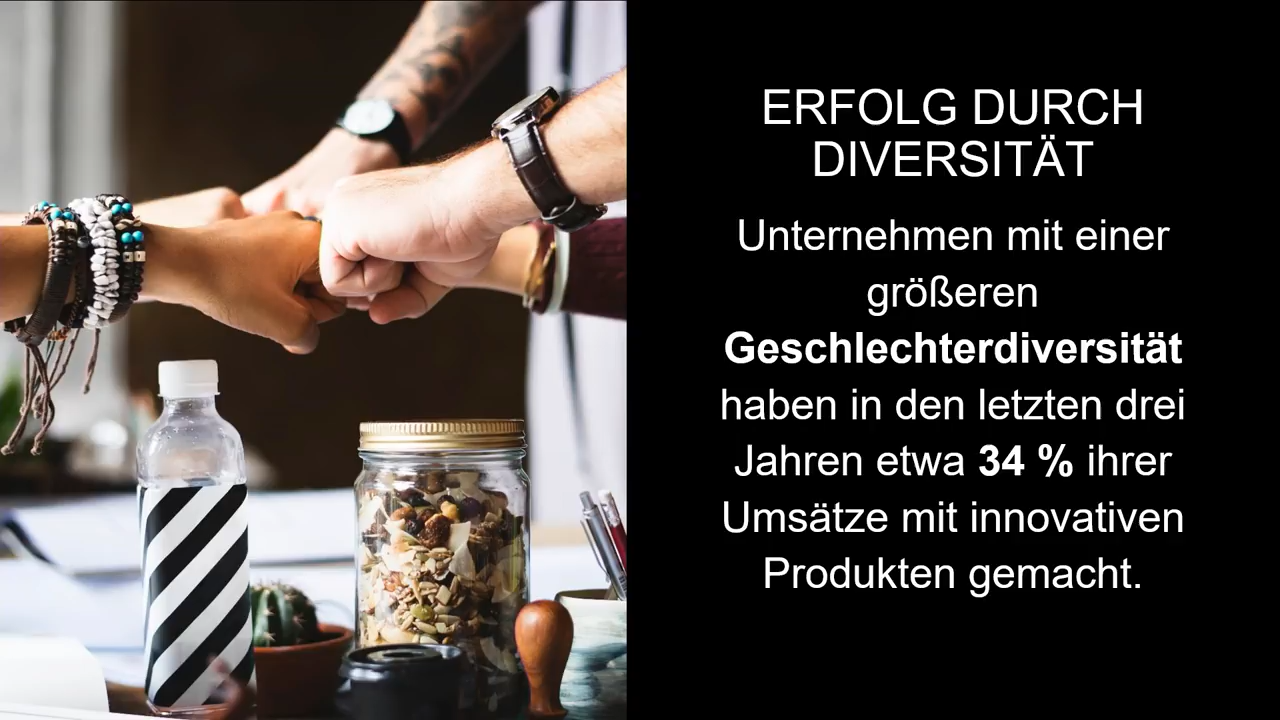 ERFOLG DURCH
DIVERSITÄT
Unternehmen mit einer
größeren
Geschlechterdiversität
haben in den letzten drei
Jahren etwa 34 % ihrer
Umsätze mit innovativen
Produkten gemacht.